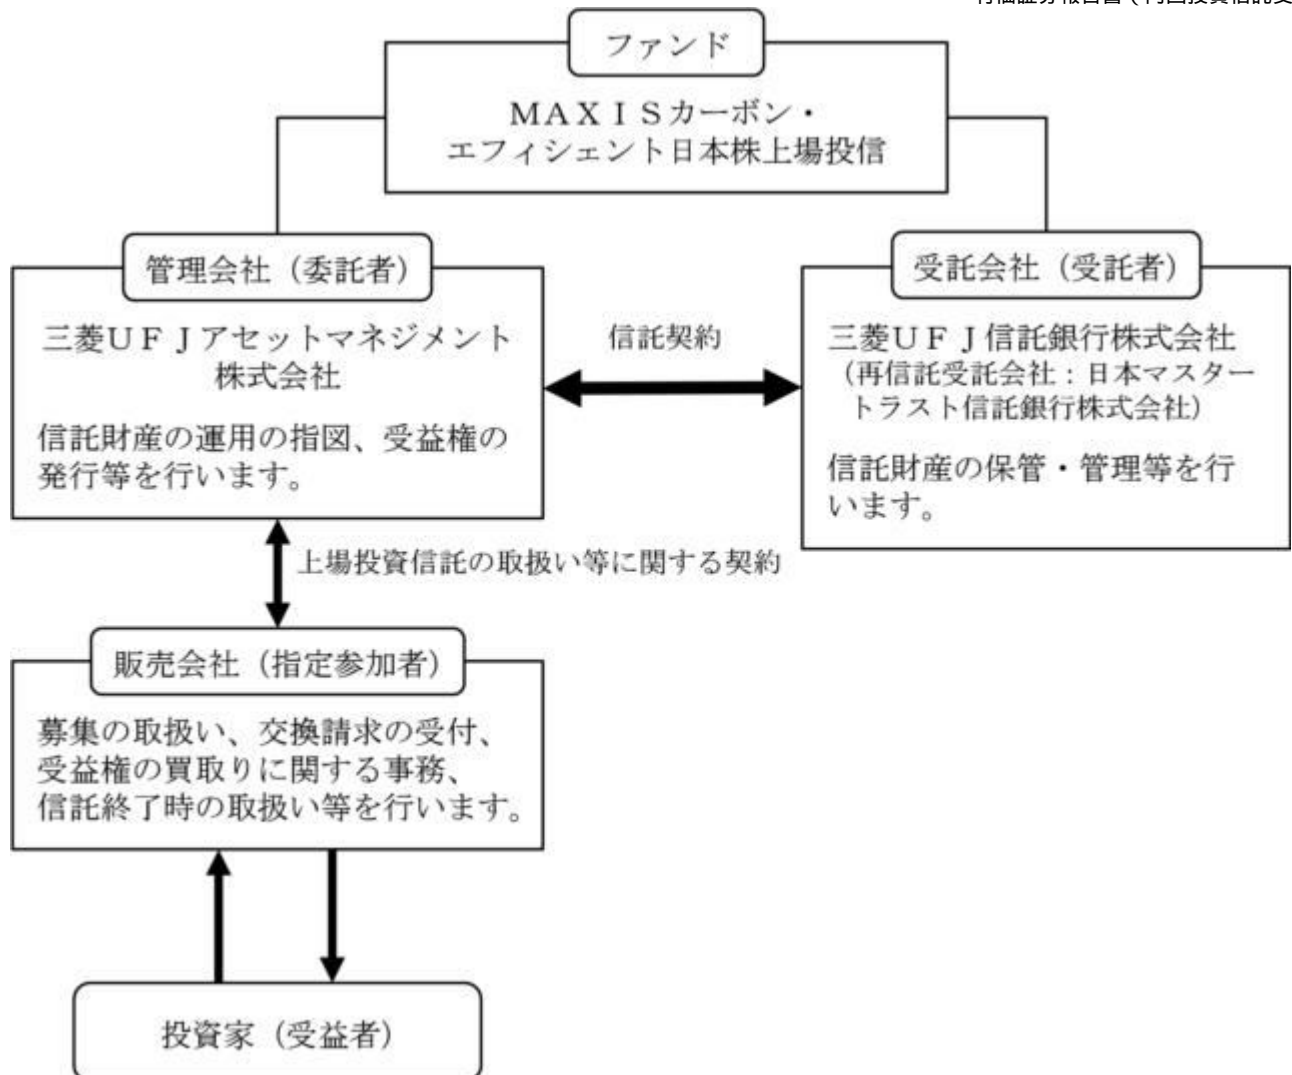 ファンド
MAXISカーボン・
エフィシェント日本株上場投信
管理会社（委託者）
三菱UFJアセットマネジメント
株式会社
信託財産の運用の指図、受益権の
発行等を行います。
信託契約
受託会社（受託者）
三菱UFJ信託銀行株式会社
（再信託受託会社：日本マスター
トラスト信託銀行株式会社）
信託財産の保管・管理等を行
います。
上場投資信託の取扱い等に関する契約
販売会社（指定参加者）
募集の取扱い、交換請求の受付、
受益権の買取りに関する事務、
信託終了時の取扱い等を行います。
投資家（受益者）